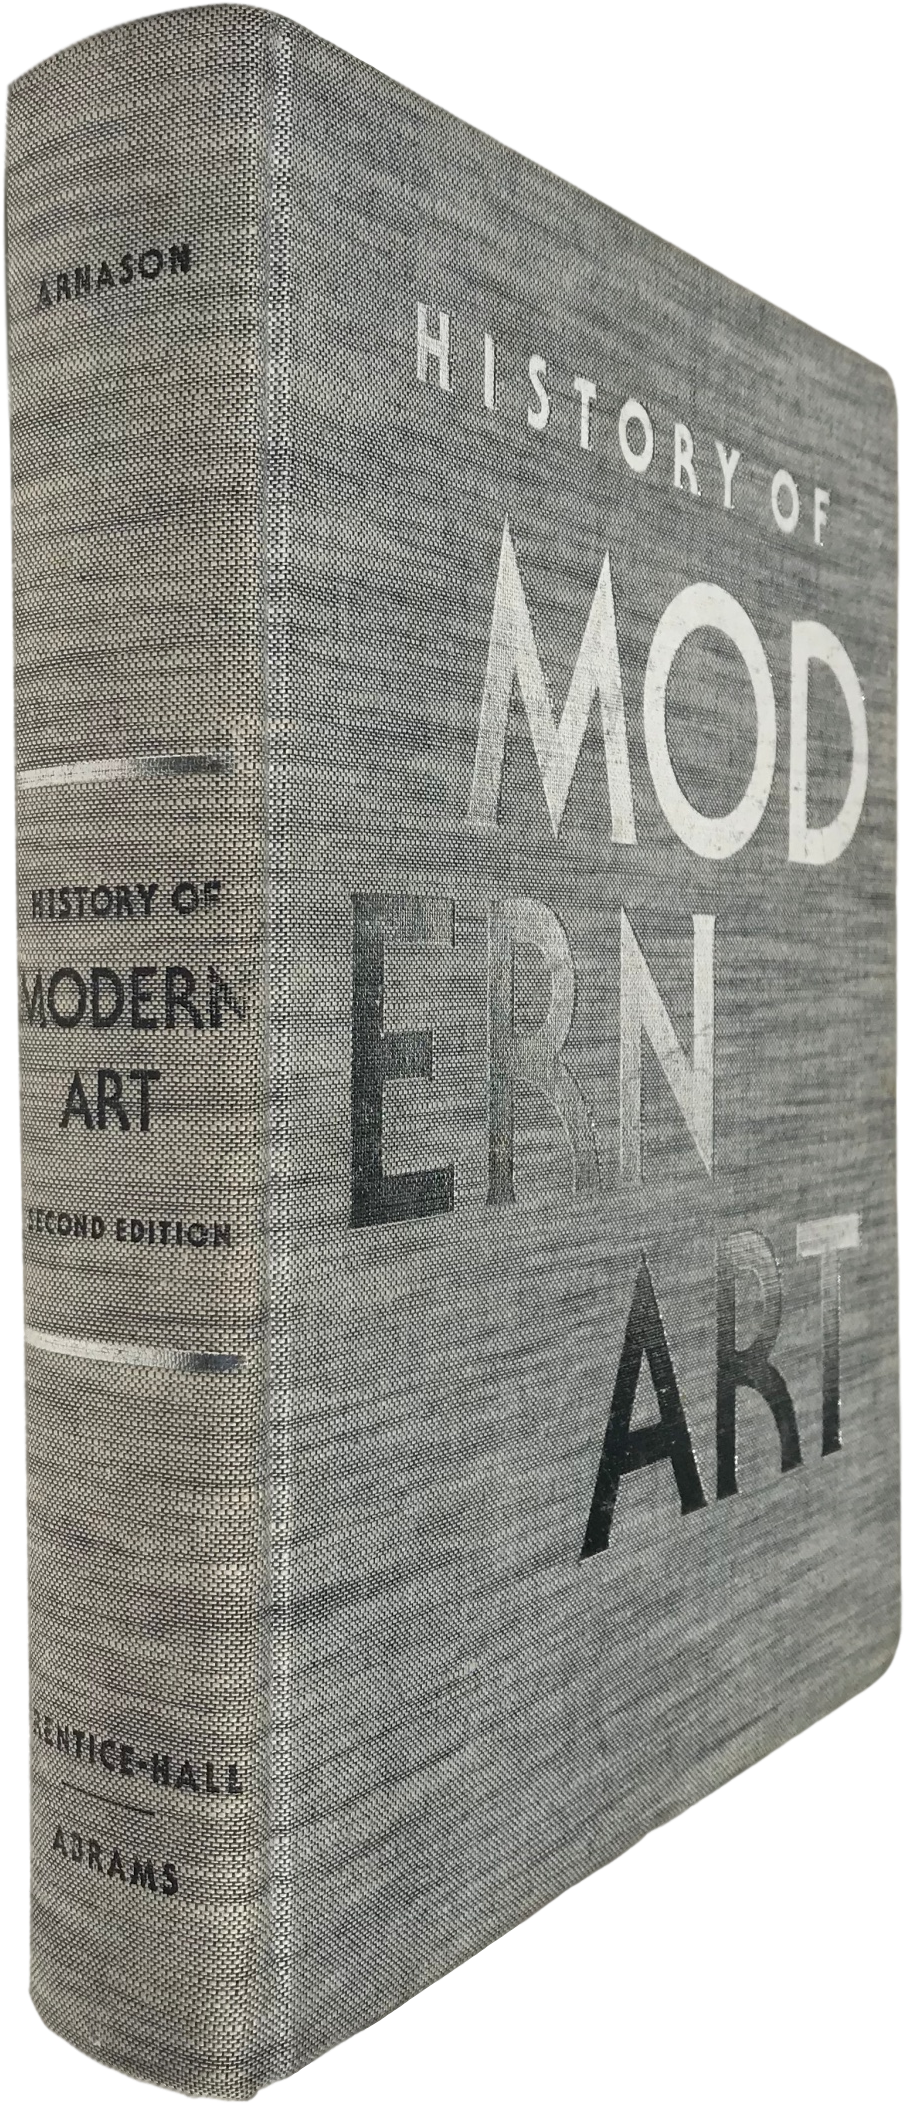 ARNASON
HISTORY OF
MODERN
ART
SECOND EDITION
PRENTICE-HALL
ABRAMS
HISTORY OF
MOD
ERN
ART